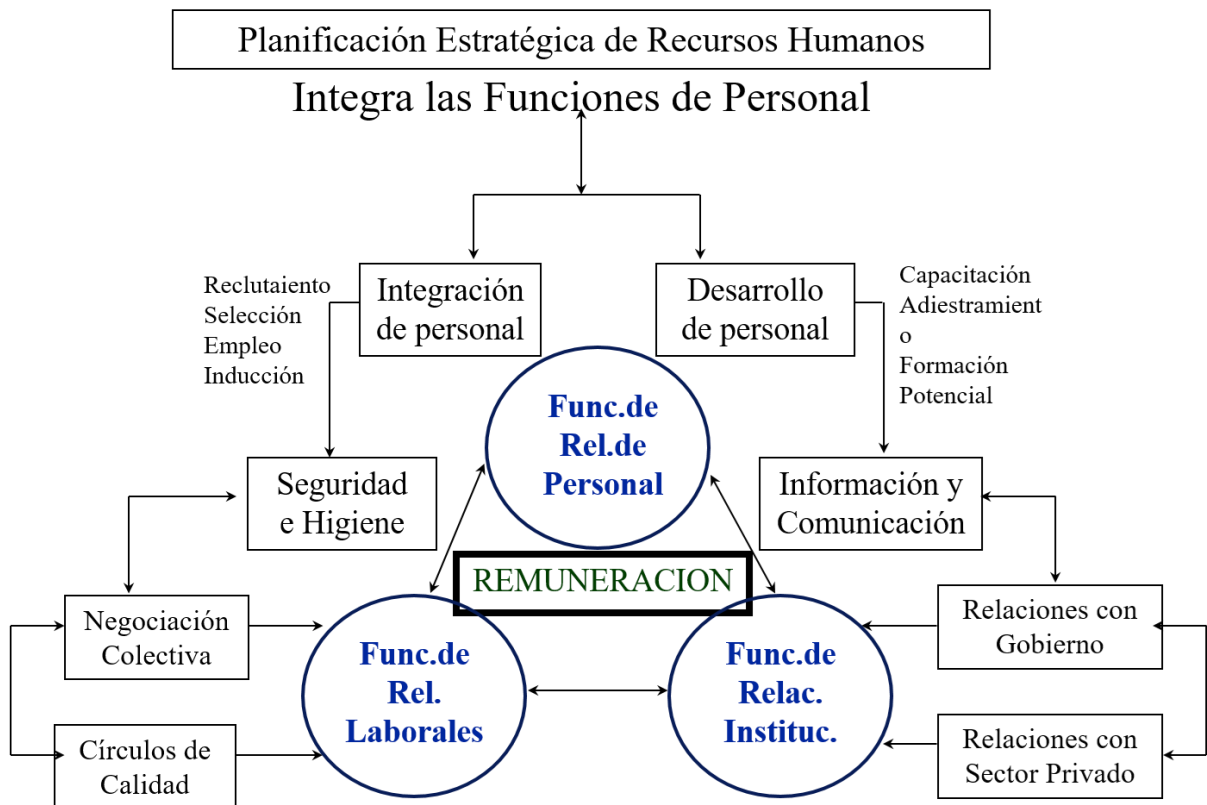 Planificación Estratégica de Recursos Humanos
Integra las Funciones de Personal
Reclutaiento
Selección
Empleo
Inducción
Integración
de personal
Desarrollo
de personal
Capacitación
Adiestramient
o
Formación
Potencial
Func.de
Rel.de
Personal
Seguridad
e Higiene
Información y
Comunicación
REMUNERACION
Negociación
Colectiva
Func.de
Rel.
Laborales
Func.de
Relac.
Instituc.
Relaciones con
Gobierno
Círculos de
Calidad
Relaciones con
Sector Privado